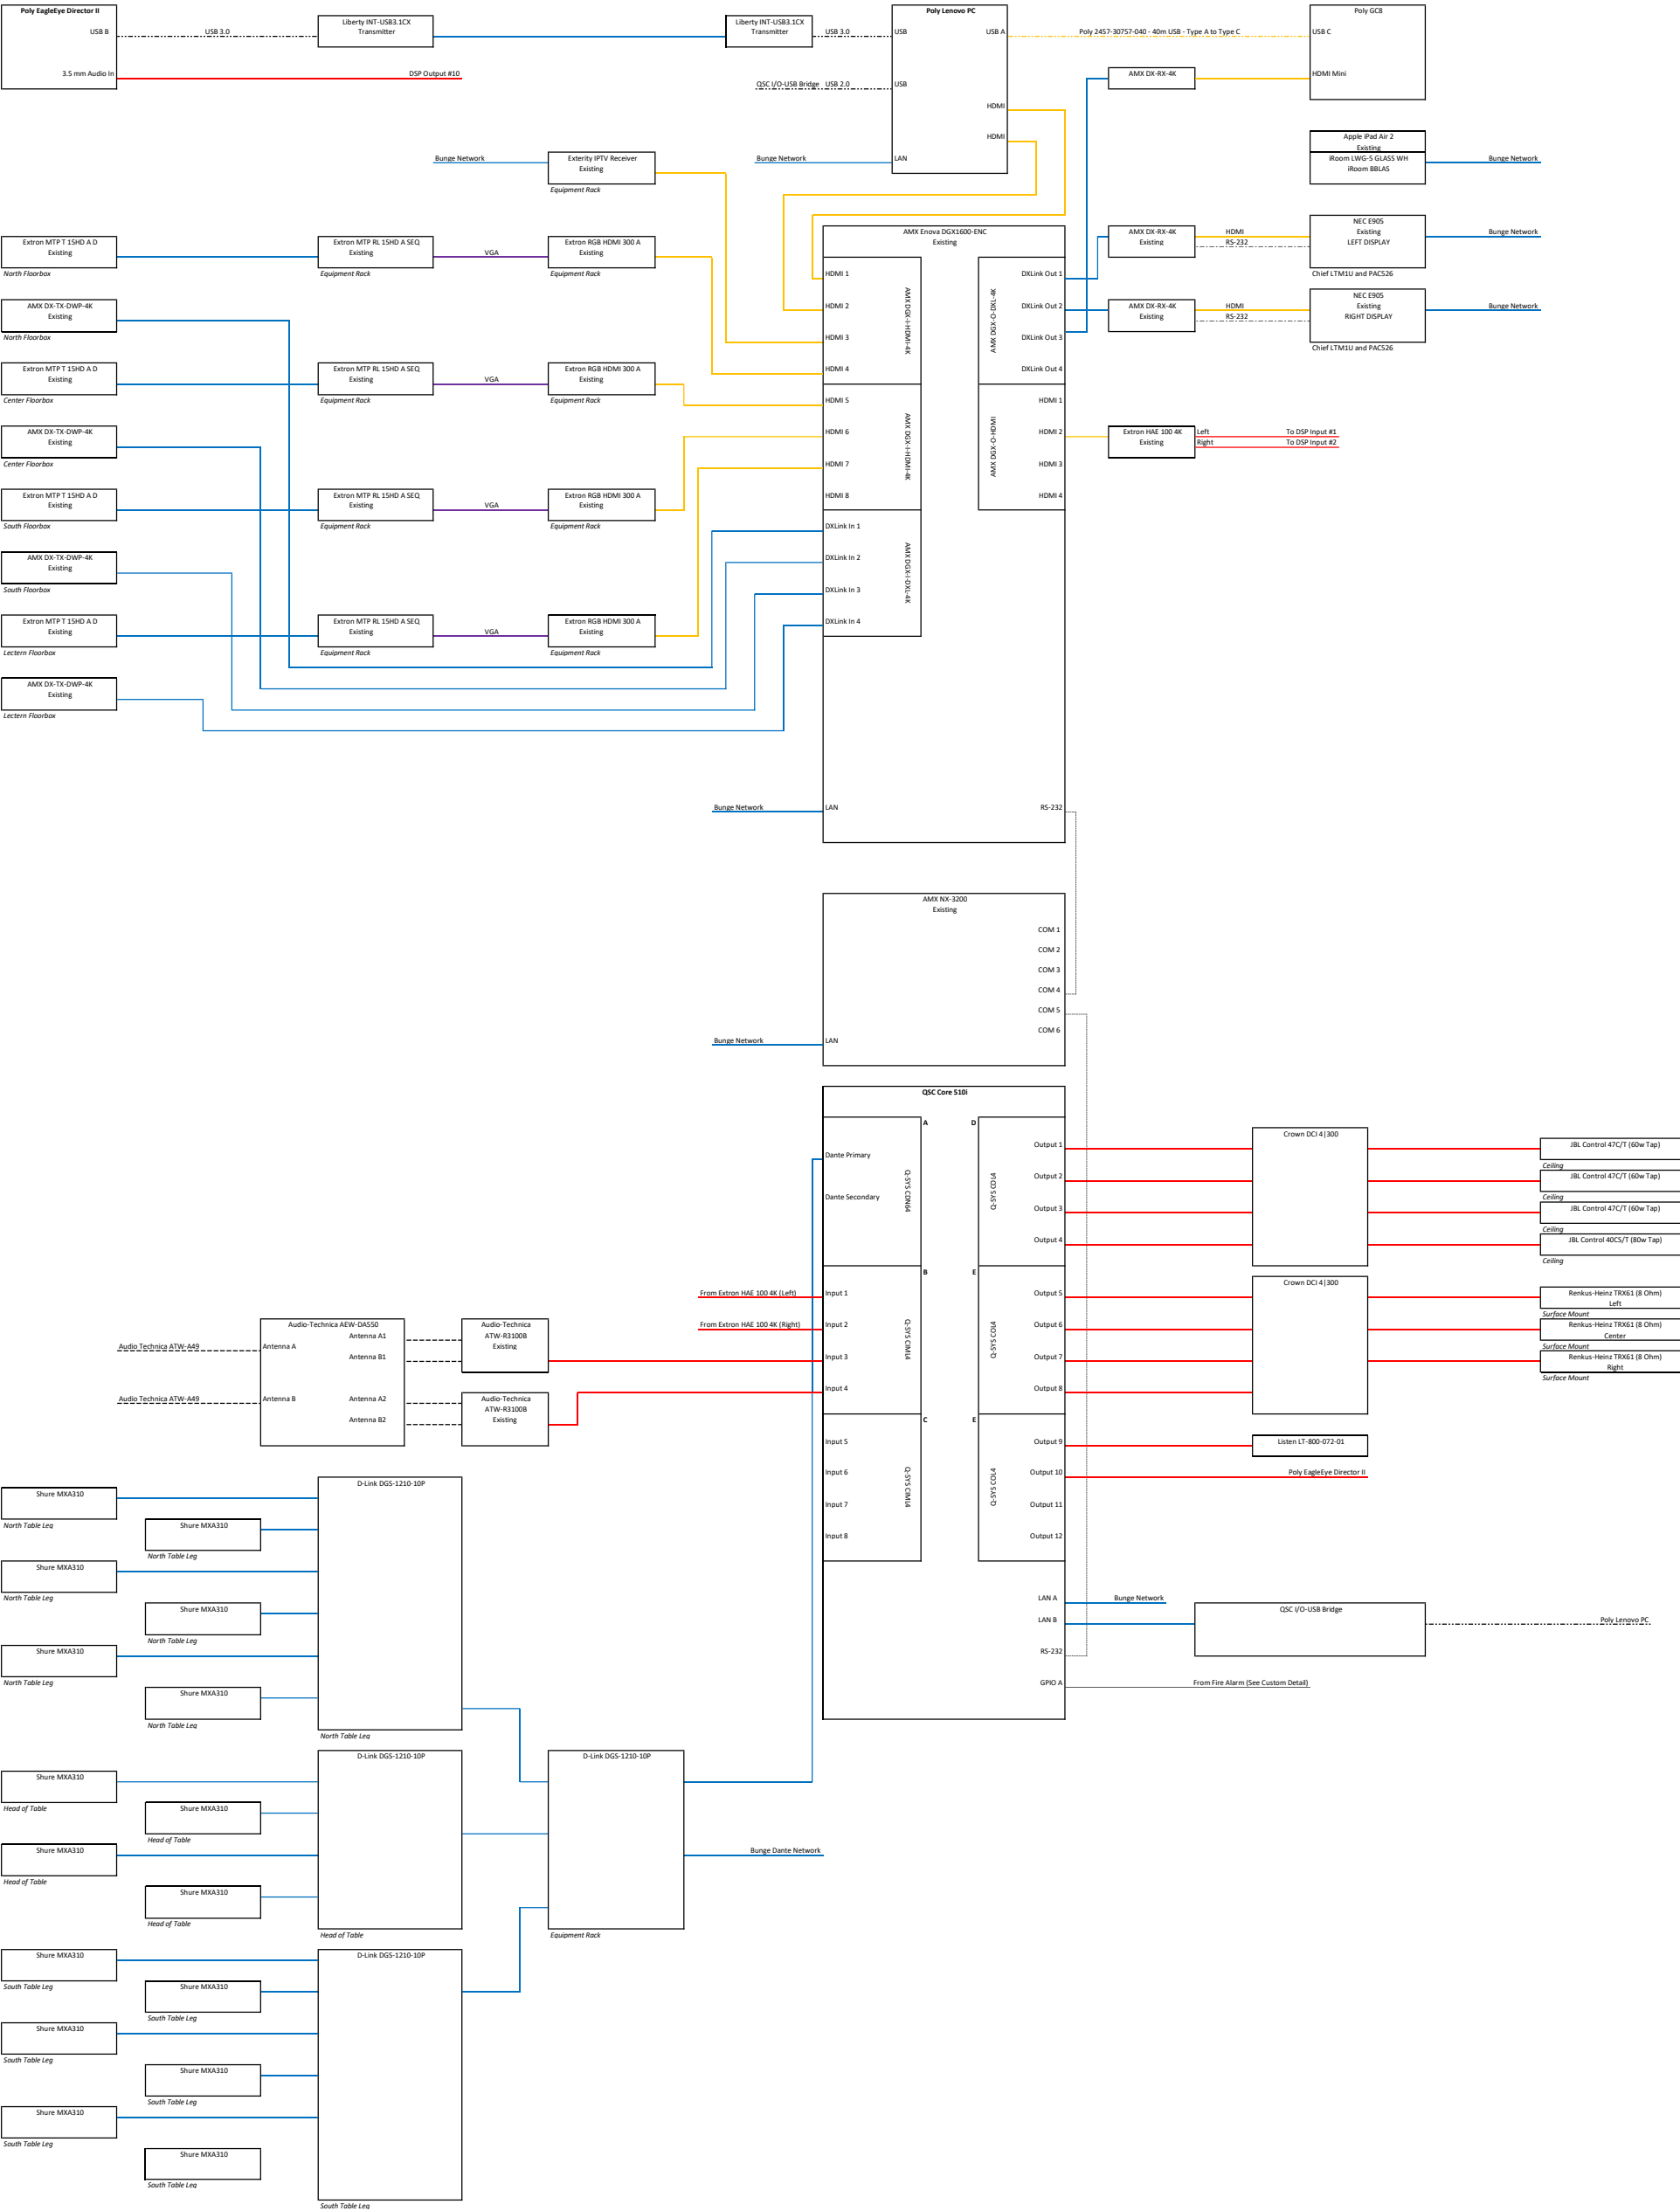 Poly EagleEye Director II
USB B
3.5 mm Audio In
USB 3.0
DSP Output #10
Liberty INT-USB3.1CX
Transmitter
Liberty INT-USB3.1CX
Transmitter
USB 3.0
QSC I/O-USB Bridge USB 2.0
Poly Lenovo PC
USB
USB A
USB
HDMI
HDMI
LAN
Poly 2457-30757-040 - 40m USB - Type A to Type C
Poly GC8
USB C
HDMI Mini
AMX DX-RX-4K
Apple iPad Air 2
Existing
iRoom LWG-5 GLASS WH
iRoom BBLAS
Bunge Network
Bunge Network
Exterity IPTV Receiver
Existing
Equipment Rack
Bunge Network
Extron MTP T 15HD A D
Existing
North Floorbox
Extron MTP RL 15HD A SEQ
Existing
Equipment Rack
VGA
Extron RGB HDMI 300 A
Existing
Equipment Rack
AMX DX-TX-DWP-4K
Existing
North Floorbox
Extron MTP T 15HD A D
Existing
Center Floorbox
Extron MTP RL 15HD A SEQ
Existing
Equipment Rack
VGA
Extron RGB HDMI 300 A
Existing
Equipment Rack
AMX DX-TX-DWP-4K
Existing
Center Floorbox
Extron MTP T 15HD A D
Existing
South Floorbox
Extron MTP RL 15HD A SEQ
Existing
Equipment Rack
VGA
Extron RGB HDMI 300 A
Existing
Equipment Rack
AMX DX-TX-DWP-4K
Existing
South Floorbox
Extron MTP T 15HD A D
Existing
Lectern Floorbox
Extron MTP RL 15HD A SEQ
Existing
Equipment Rack
VGA
Extron RGB HDMI 300 A
Existing
Equipment Rack
AMX DX-TX-DWP-4K
Existing
Lectern Floorbox
AMX Enova DGX1600-ENC
Existing
HDMI 1
HDMI 2
HDMI 3
HDMI 4
AMX DGX-I-HDMI-4K
HDMI 5
HDMI 6
HDMI 7
HDMI 8
AMX DGX-I-HDMI-4K
DXLink In 1
DXLink In 2
DXLink In 3
DXLink In 4
AMX DGX-I-DXL-4K
AMX DGX-O-DXL-4K
DXLink Out 1
DXLink Out 2
DXLink Out 3
DXLink Out 4
AMX DGX-O-HDMI
HDMI 1
HDMI 2
HDMI 3
HDMI 4
Bunge Network
LAN
RS-232
AMX DX-RX-4K
Existing
HDMI
RS-232
NEC E905
Existing
LEFT DISPLAY
Chief LTM1U and PAC526
Bunge Network
AMX DX-RX-4K
Existing
HDMI
RS-232
NEC E905
Existing
RIGHT DISPLAY
Chief LTM1U and PAC526
Bunge Network
Extron HAE 100 4K
Existing
Left
To DSP Input #1
Right
To DSP Input #2
AMX NX-3200
Existing
COM 1
COM 2
COM 3
COM 4
COM 5
COM 6
Bunge Network
LAN
QSC Core 510i
A
Dante Primary
Dante Secondary
Q-SYS CDN64
D
Q-SYS COL4
Output 1
Output 2
Output 3
Output 4
B
Input 1
Input 2
Input 3
Input 4
Q-SYS CIML4
E
Q-SYS COL4
Output 5
Output 6
Output 7
Output 8
C
Input 5
Input 6
Input 7
Input 8
Q-SYS CIML4
E
Q-SYS COL4
Output 9
Output 10
Output 11
Output 12
LAN A
LAN B
RS-232
GPIO A
From Extron HAE 100 4K (Left)
From Extron HAE 100 4K (Right)
Crown DCI 4|300
JBL Control 47C/T (60w Tap)
Ceiling
JBL Control 47C/T (60w Tap)
Ceiling
JBL Control 47C/T (60w Tap)
Ceiling
JBL Control 40CS/T (80w Tap)
Ceiling
Crown DCI 4|300
Renkus-Heinz TRX61 (8 Ohm)
Left
Surface Mount
Renkus-Heinz TRX61 (8 Ohm)
Center
Surface Mount
Renkus-Heinz TRX61 (8 Ohm)
Right
Surface Mount
Listen LT-800-072-01
Poly EagleEye Director II
Bunge Network
QSC I/O-USB Bridge
Poly Lenovo PC
From Fire Alarm (See Custom Detail)
Audio Technica ATW-A49
Audio Technica ATW-A49
Audio-Technica AEW-DA550
Antenna A
Antenna A1
Antenna B1
Antenna B
Antenna A2
Antenna B2
Audio-Technica
ATW-R3100B
Existing
Audio-Technica
ATW-R3100B
Existing
Shure MXA310
North Table Leg
Shure MXA310
North Table Leg
Shure MXA310
North Table Leg
Shure MXA310
North Table Leg
Shure MXA310
North Table Leg
Shure MXA310
North Table Leg
D-Link DGS-1210-10P
North Table Leg
Shure MXA310
Head of Table
Shure MXA310
Head of Table
Shure MXA310
Head of Table
Shure MXA310
Head of Table
D-Link DGS-1210-10P
Head of Table
D-Link DGS-1210-10P
Equipment Rack
Bunge Dante Network
Shure MXA310
South Table Leg
Shure MXA310
South Table Leg
Shure MXA310
South Table Leg
Shure MXA310
South Table Leg
Shure MXA310
South Table Leg
Shure MXA310
South Table Leg
D-Link DGS-1210-10P
South Table Leg